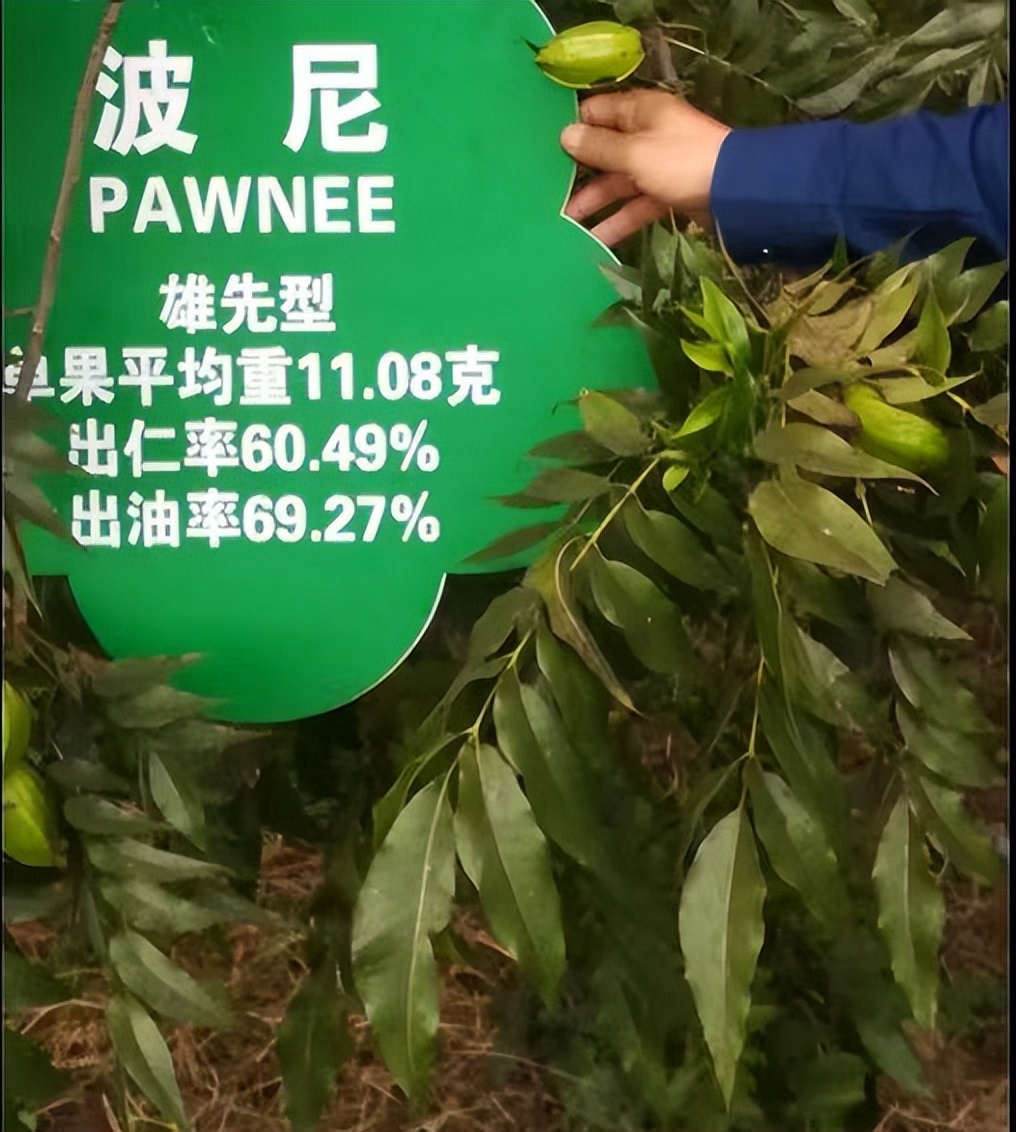 波 尼
PAWNEE
雄先型
单果平均重11.08克
出仁率60.49%
出油率69.27%